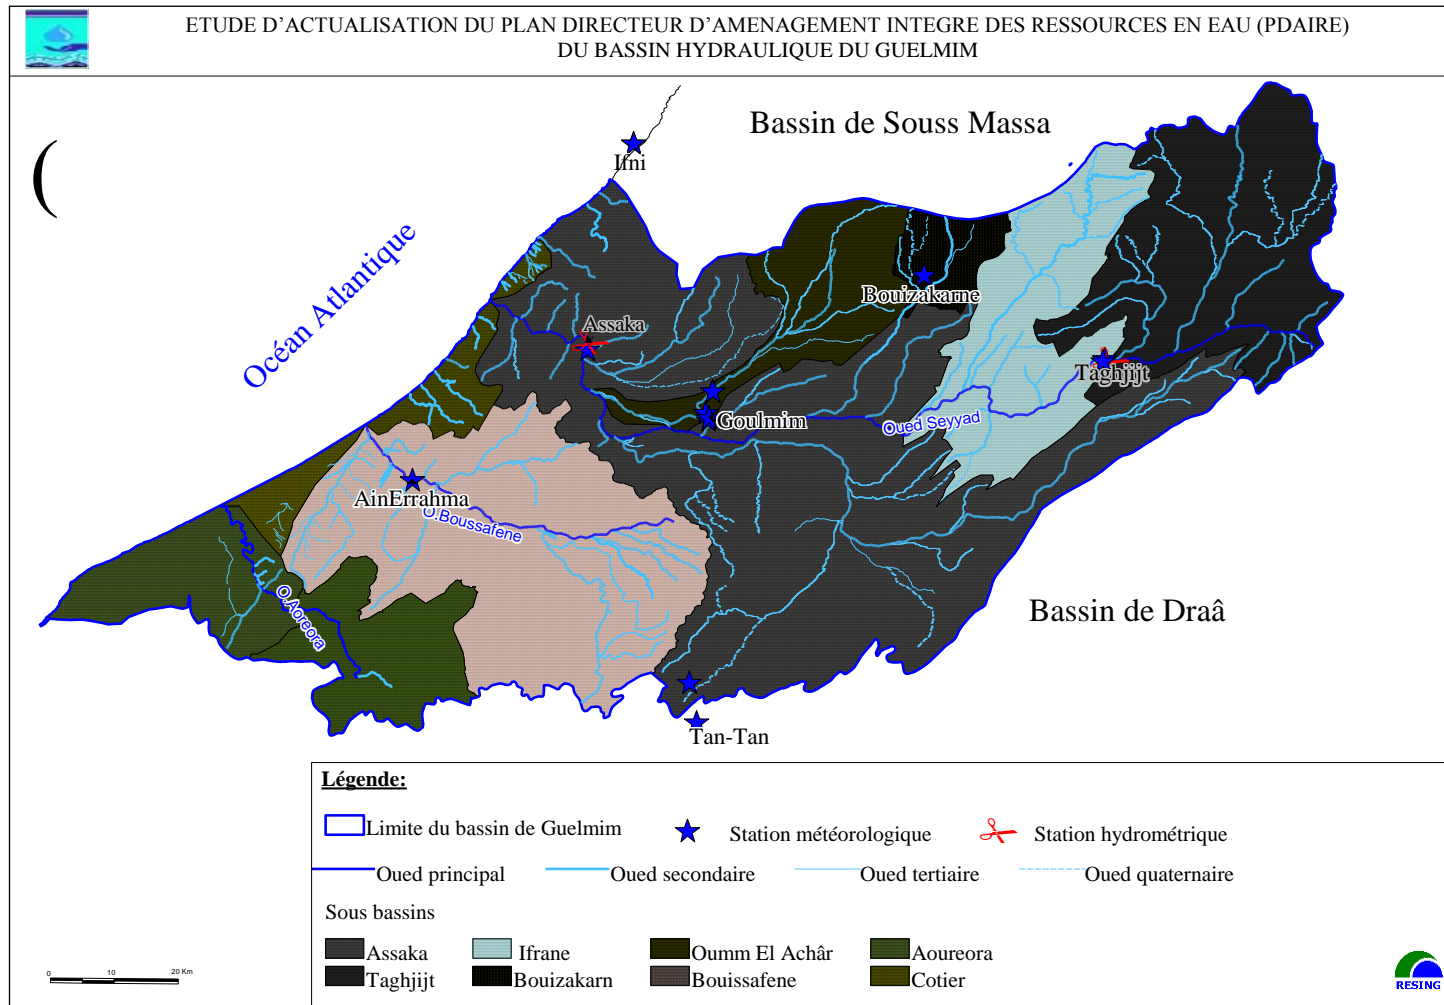 ETUDE D'ACTUALISATION DU PLAN DIRECTEUR D'AMENAGEMENT INTEGRE DES RESSOURCES EN EAU (PDAIRE)
DU BASSIN HYDRAULIQUE DU GUELMIM
(
Bassin de Souss Massa
Ifni
Océan Atlantique
Bouizakarne
Assaka
Taghjijt
Goulmim
Oued Seyyad
AinErrahma
O.Boussafene
O.Aoreora
Bassin de Draâ
Tan-Tan
Légende:
Limite du bassin de Guelmim
Station météorologique
Station hydrométrique
Oued principal
Oued secondaire
Oued tertiaire
Oued quaternaire
Sous bassins
Assaka
Ifrane
Oumm El Achâr
Aoureora
Taghjijt
Bouizakarn
Bouissafene
Cotier
0 10 20 Km
RESING